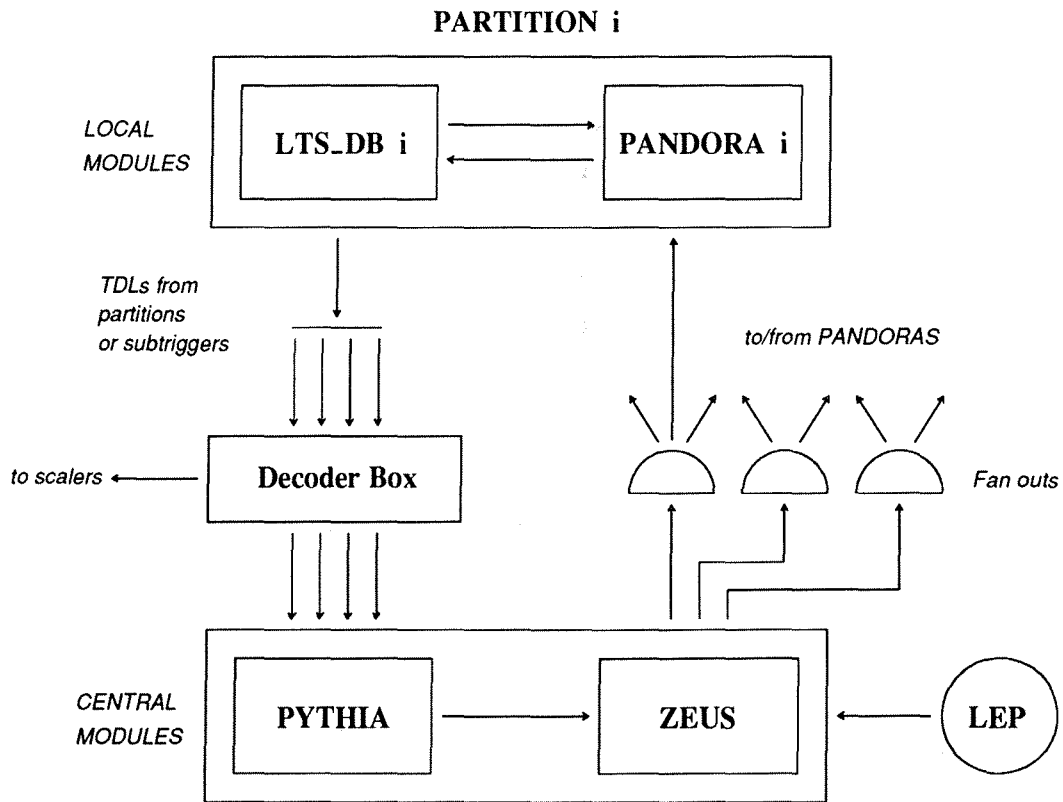 PARTITION i
LOCAL
MODULES
LTS_DB i
PANDORA i
TDLs from
partitions
or subtriggers
to/from PANDORAS
to scalers
Decoder Box
Fan outs
CENTRAL
MODULES
PYTHIA
ZEUS
LEP